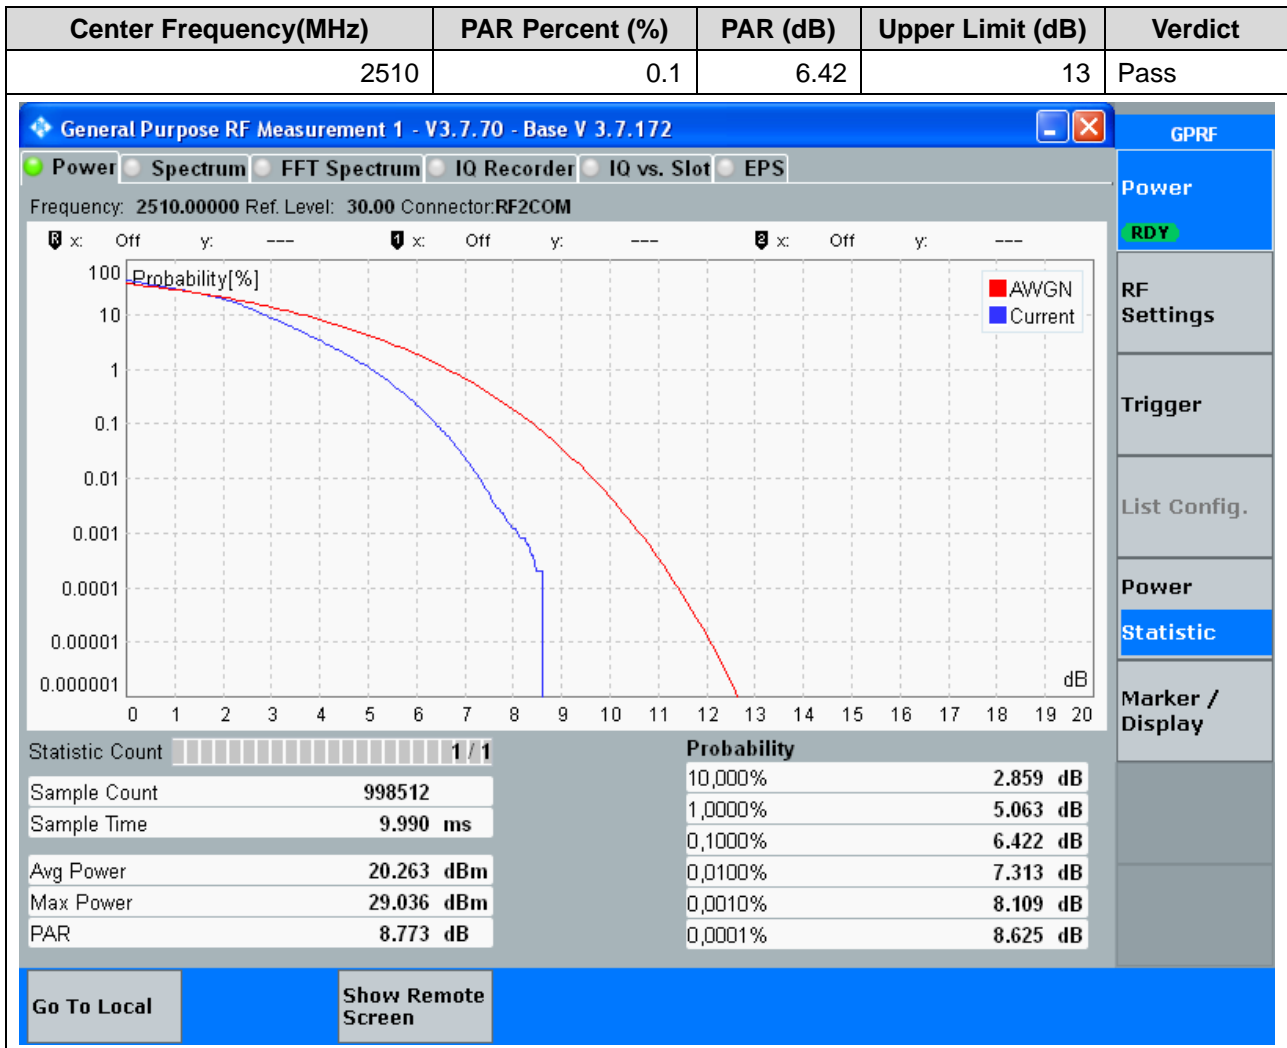 Center Frequency(MHz) PAR Percent (%) PAR (dB) Upper Limit (dB) Verdict
2510 0.1 6.42 13 Pass
General Purpose RF Measurement 1 - V3.7.70 - Base V 3.7.172
GPRF
Power Spectrum FFT Spectrum IQ Recorder IQ vs. Slot EPS
Frequency: 2510.00000 Ref. Level: 30.00 Connector:RF2COM
R x: Off y: --- 1 x: Off y: --- 2 x: Off y: ---
Probability[%]
AWGN
Current
100
10
1
0.1
0.01
0.001
0.0001
0.00001
0.000001
dB
0 1 2 3 4 5 6 7 8 9 10 11 12 13 14 15 16 17 18 19 20
Statistic Count 1 / 1
Sample Count 998512
Sample Time 9.990 ms
Avg Power 20.263 dBm
Max Power 29.036 dBm
PAR 8.773 dB
Probability
10,000% 2.859 dB
1,0000% 5.063 dB
0,1000% 6.422 dB
0,0100% 7.313 dB
0,0010% 8.109 dB
0,0001% 8.625 dB
Power
RDY
RF
Settings
Trigger
List Config.
Power
Statistic
Marker /
Display
Go To Local
Show Remote
Screen